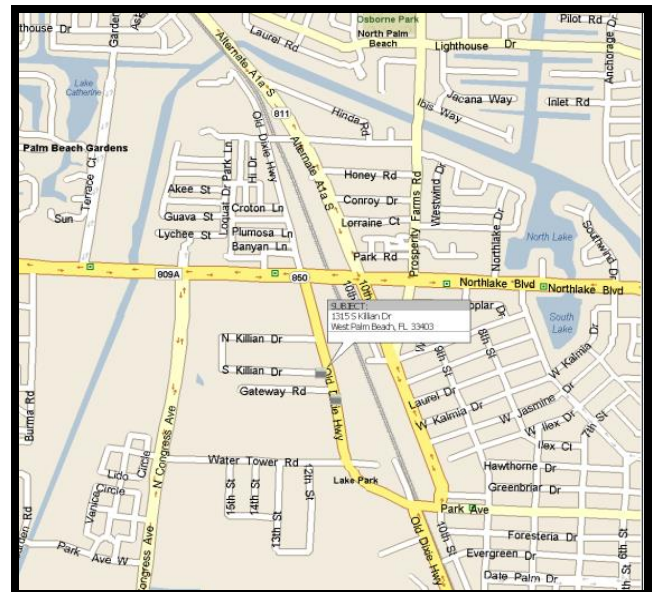 thouse Dr
Garden
Laurel Rd
Alternate A1a S
Osborne Park
North Palm
Beach
Lighthouse Dr
Pilot Rd
Anchorage Dr
Lake
Catherine
811
Old Dixie Hwy
Hinda Rd
Ibis Way
Jacana Way
Inlet Rd
Palm Beach Gardens
Terrace Ct
Park Ln
Hi Dr
Loquat Dr
Alternate A1a S
Honey Rd
Akee St
Croton Ln
Conroy Dr
Prosperity Farms Rd
Westwind Dr
Sun
Guava St
Plumosa Ln
Lorraine Ct
Northlake Dr
Southwind Dr
Lychee St
Banyan Ln
Park Rd
North Lake
809A
850
Northlake Blvd
Northlake Blvd
10th
10th
SUBJECT:
1315 S Killian Dr
West Palm Beach, FL 33403
oplar Dr
South
Lake
N Killian Dr
9th St
8th St
W Kalmia Dr
S Killian Dr
Old Dixie Hwy
Gateway Rd
Laurel Dr
W Jasmine Dr
W Kalmia Dr
W Ilex Dr
7th St
Burma Rd
N Congress Ave
Ilex Ct
Lido Circle
Water Tower Rd
Hawthorne Dr
Venice Circle
15th St
14th St
13th St
12th St
Lake Park
Greenbriar Dr
Park Ave
Old Dixie Hwy
10th St
Foresteria Dr
6th St
Park Ave W
Congress Ave
Evergreen Dr
Date Palm Dr